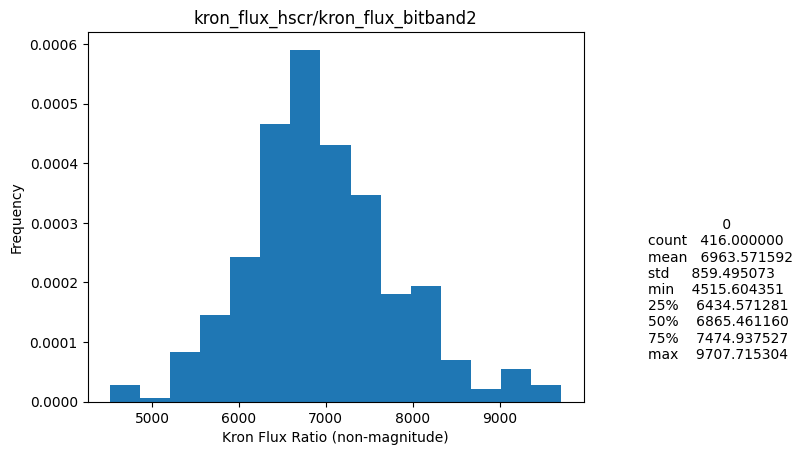 kron_flux_hscr/kron_flux_bitband2
0.0006
0.0005
0.0004
0.0003
0.0002
0.0001
0.0000
Frequency
5000 6000 7000 8000 9000
Kron Flux Ratio (non-magnitude)
0
count 416.000000
mean 6963.571592
std 859.495073
min 4515.604351
25% 6434.571281
50% 6865.461160
75% 7474.937527
max 9707.715304